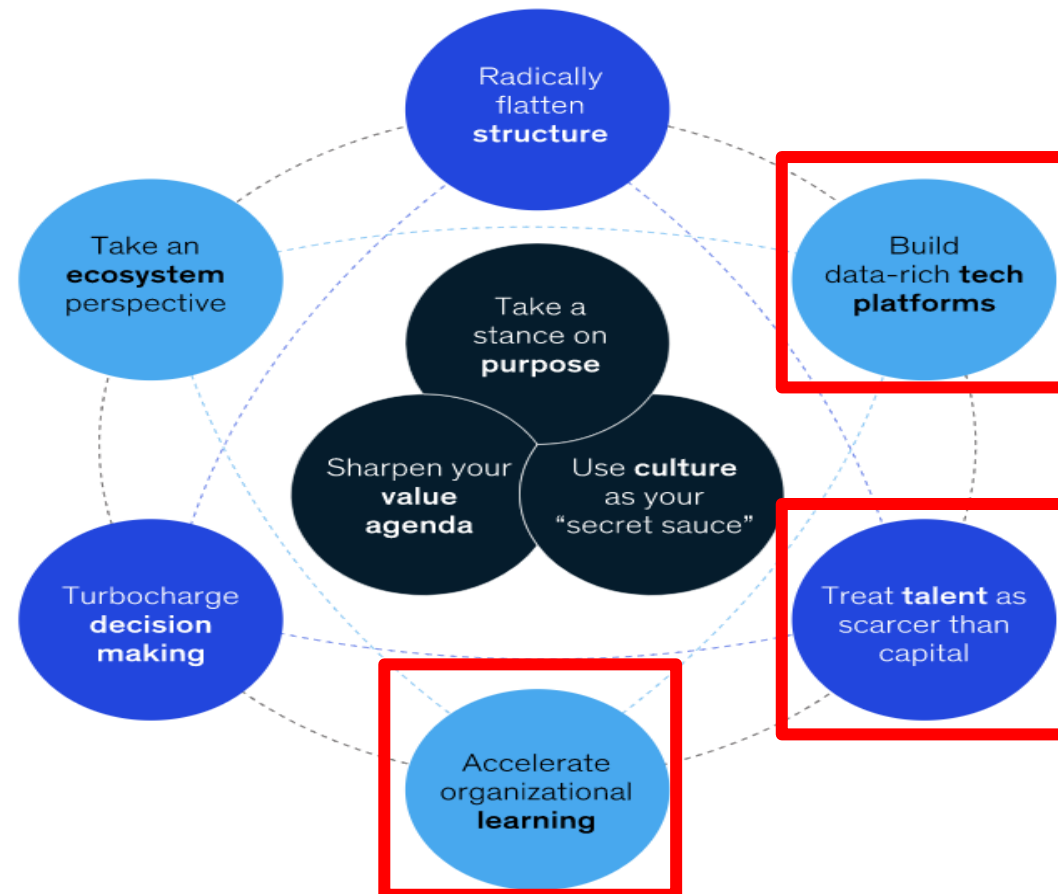 Radically
flatten
structure
Take an
ecosystem
perspective
Build
data-rich tech
platforms
Take a
stance on
purpose
Sharpen your
value
agenda
Use culture
as your
“secret sauce”
Turbocharge
decision
making
Treat talent as
scarcer than
capital
Accelerate
organizational
learning